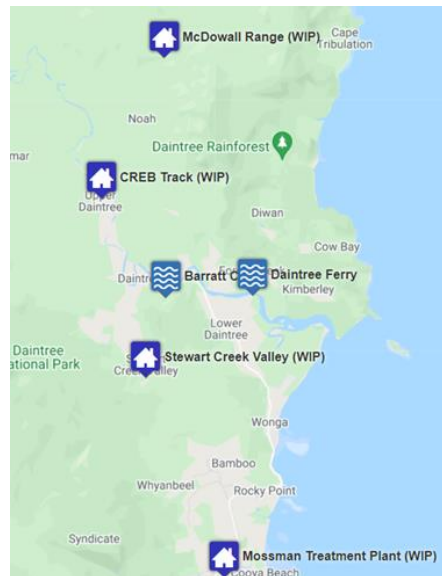 McDowall Range (WIP)
Cape
Tribulation
Noah
Daintree Rainforest
mar
CREB Track (WIP)
Upper
Daintree
Diwan
Cow Bay
Barratt C
Daintree Ferry
Daintre
Kimberley
Lower
Daintree
Daintree
ational Park
Stewart Creek Valley (WIP)
Creek Valley
Wonga
Bamboo
Whyanbeel
Rocky Point
Syndicate
Mossman Treatment Plant (WIP)
Cooya Beach